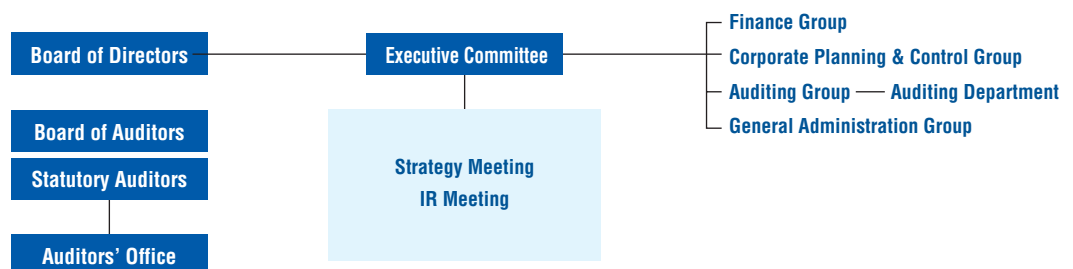 Board of Directors
Executive Committee
Finance Group
Corporate Planning & Control Group
Auditing Group
Auditing Department
General Administration Group
Board of Auditors
Statutory Auditors
Auditors’ Office
Strategy Meeting
IR Meeting